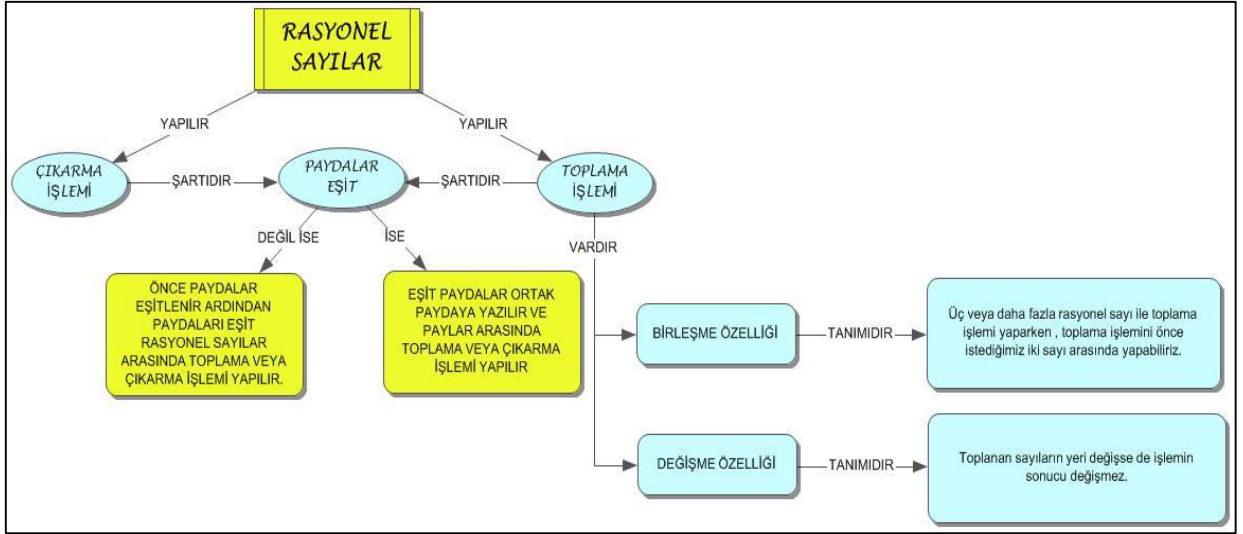 RASYONEL
SAYILAR
YAPILIR
YAPILIR
ÇIKARMA
İŞLEMİ
ŞARTIDIR
PAYDALAR
EŞİT
ŞARTIDIR
TOPLAMA
İŞLEMİ
DEĞİL İSE
İSE
VARDIR
ÖNCE PAYDALAR
EŞİTLENİR ARDINDAN
PAYDALARI EŞİT
RASYONEL SAYILAR
ARASINDA TOPLAMA VEYA
ÇIKARMA İŞLEMİ YAPILIR.
EŞİT PAYDALAR ORTAK
PAYDAYA YAZILIR VE
PAYLAR ARASINDA
TOPLAMA VEYA ÇIKARMA
İŞLEMİ YAPILIR
BİRLEŞME ÖZELLİĞİ
TANIMIDIR
Üç veya daha fazla rasyonel sayı ile toplama
işlemi yaparken , toplama işlemini önce
istediğimiz iki sayı arasında yapabiliriz.
DEĞİŞME ÖZELLİĞİ
TANIMIDIR
Toplanan sayıların yeri değişse de işlemin
sonucu değişmez.